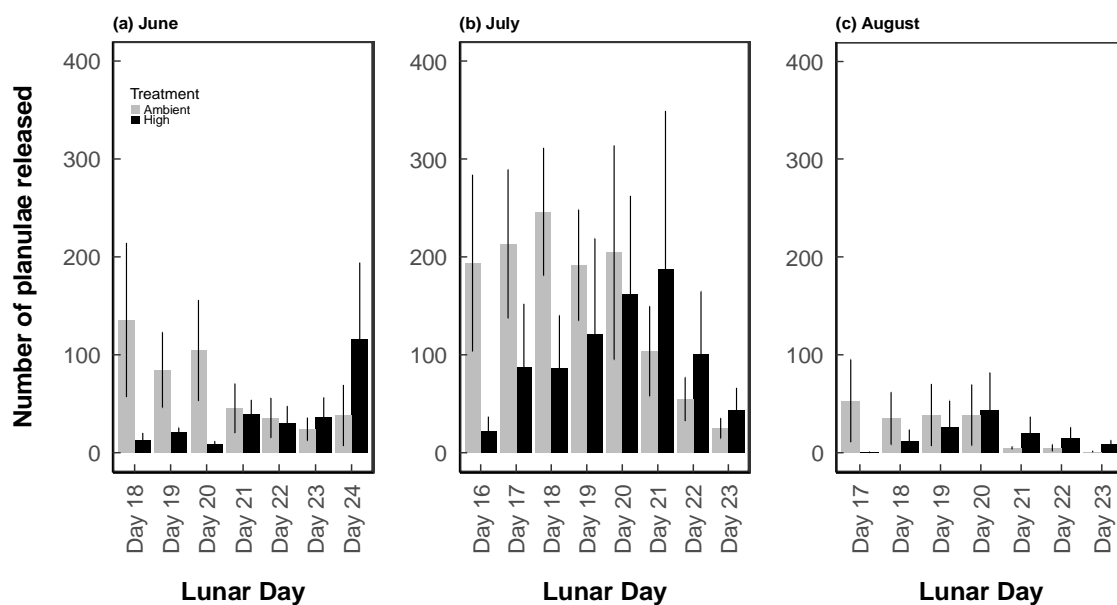 (a) June
(b) July
(c) August
Number of planulae released
400
300
200
100
0
Treatment
Ambient
High
Day 18
Day 19
Day 20
Day 21
Day 22
Day 23
Day 24
Lunar Day
400
300
200
100
0
Day 16
Day 17
Day 18
Day 19
Day 20
Day 21
Day 22
Day 23
Lunar Day
400
300
200
100
0
Day 17
Day 18
Day 19
Day 20
Day 21
Day 22
Day 23
Lunar Day